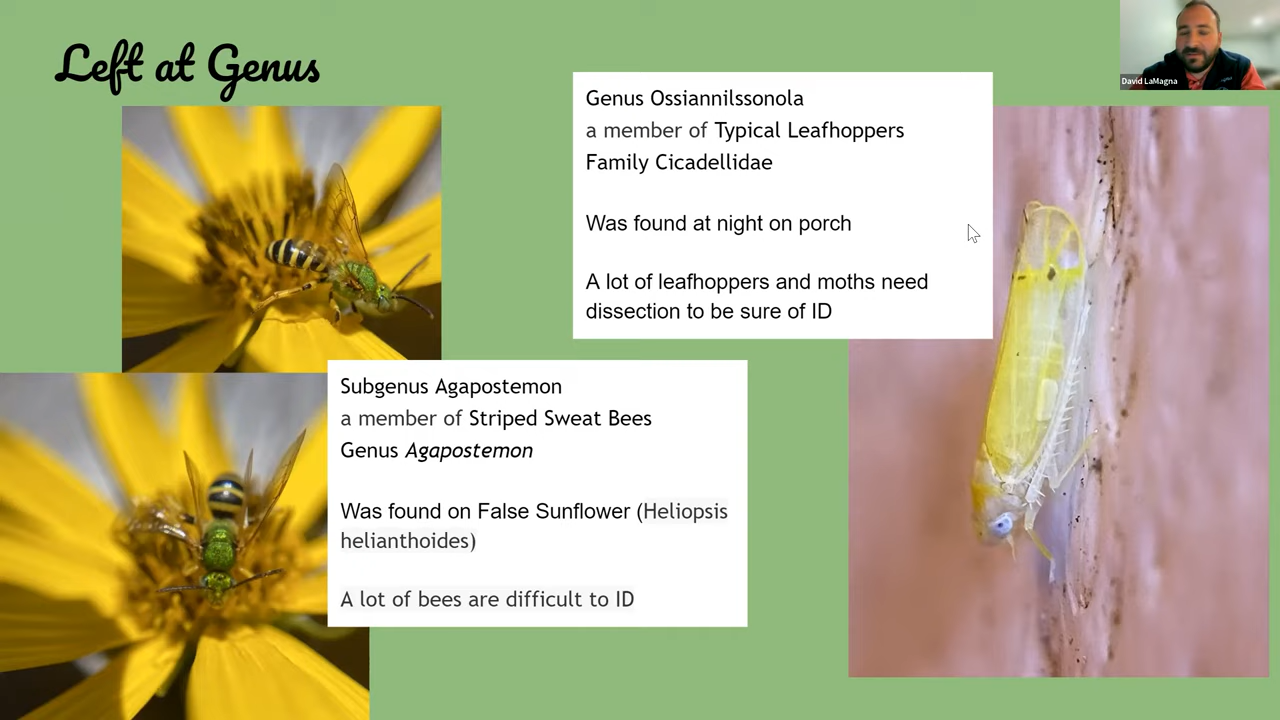 Left at Genus
David LaMagna
Genus Ossiannilssonola
a member of Typical Leafhoppers
Family Cicadellidae
Was found at night on porch
A lot of leafhoppers and moths need
dissection to be sure of ID
Subgenus Agapostemon
a member of Striped Sweat Bees
Genus Agapostemon
Was found on False Sunflower (Heliopsis
helianthoides)
A lot of bees are difficult to ID